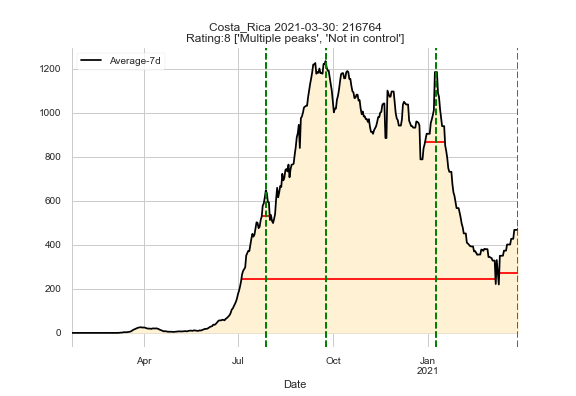 Costa_Rica 2021-03-30: 216764
Rating:8 ['Multiple peaks', 'Not in control']
Average-7d
1200
1000
800
600
400
200
0
Apr
Jul
Oct
Jan
2021
Date